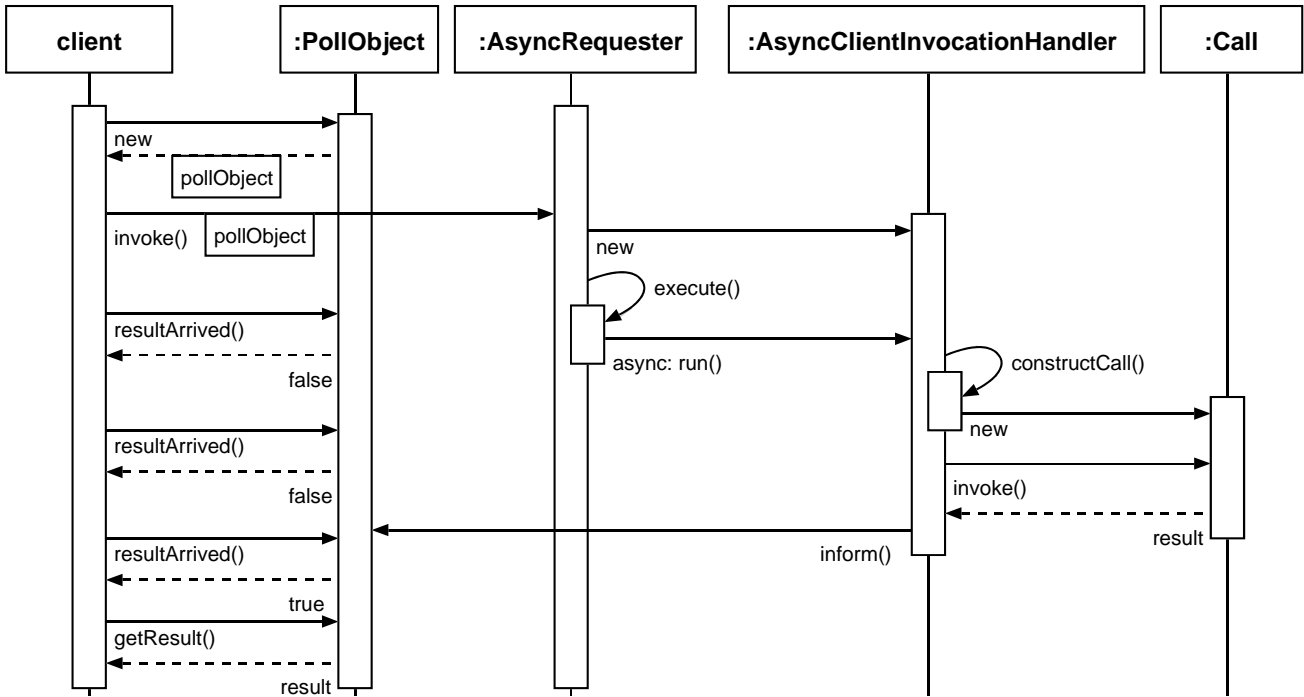 client
:PollObject
:AsyncRequester
:AsyncClientInvocationHandler
:Call
new
pollObject
invoke()
pollObject
new
execute()
resultArrived()
async: run()
constructCall()
false
new
resultArrived()
invoke()
false
result
resultArrived()
inform()
true
getResult()
result